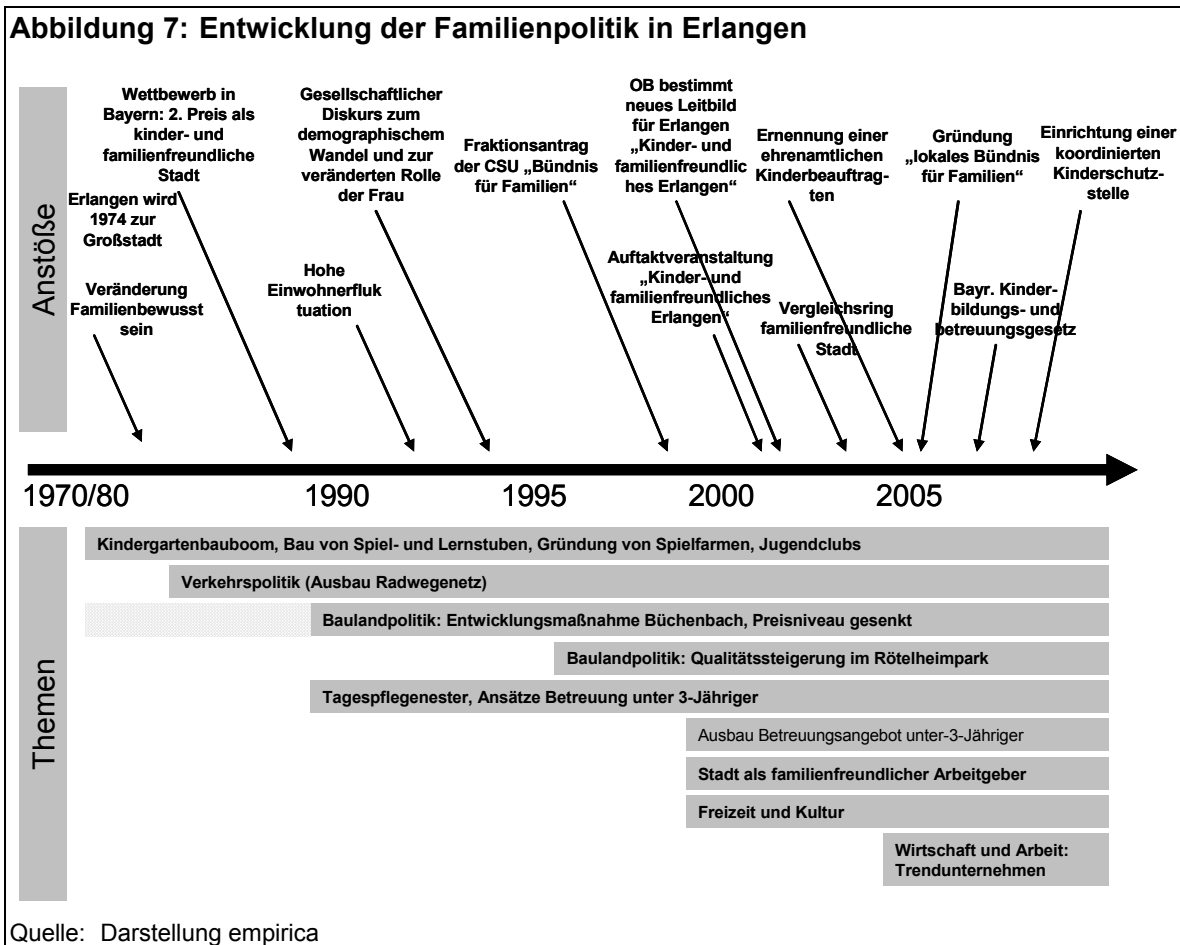 Abbildung 7: Entwicklung der Familienpolitik in Erlangen
Anstöße
Wettbewerb in
Bayern: 2. Preis als
kinder- und
familienfreundliche
Stadt
Erlangen wird
1974 zur
Großstadt
Veränderung
Familienbewusst
sein
Gesellschaftlicher
Diskurs zum
demographischem
Wandel und zur
veränderten Rolle
der Frau
Hohe
Einwohnerfluk
tuation
Fraktionsantrag
der CSU „Bündnis
für Familien“
OB bestimmt
neues Leitbild
für Erlangen
„Kinder- und
familienfreundlic
hes Erlangen“
Auftaktveranstaltung
„Kinder- und
familienfreundliches
Erlangen“
Ernennung einer
ehrenamtlichen
Kinderbeauftrag-
ten
Vergleichsring
familienfreundliche
Stadt
Gründung
„lokales Bündnis
für Familien“
Bayr. Kinder-
bildungs- und
betreuungsgesetz
Einrichtung einer
koordinierten
Kinderschutz-
stelle
1970/80 1990 1995 2000 2005
Themen
Kindergartenbauboom, Bau von Spiel- und Lernstuben, Gründung von Spielfarmen, Jugendclubs
Verkehrspolitik (Ausbau Radwegenetz)
Baulandpolitik: Entwicklungsmaßnahme Büchenbach, Preisniveau gesenkt
Baulandpolitik: Qualitätssteigerung im Rötelheimpark
Tagespflegenester, Ansätze Betreuung unter 3-Jähriger
Ausbau Betreuungsangebot unter-3-Jähriger
Stadt als familienfreundlicher Arbeitgeber
Freizeit und Kultur
Wirtschaft und Arbeit:
Trendunternehmen
Quelle: Darstellung empirica